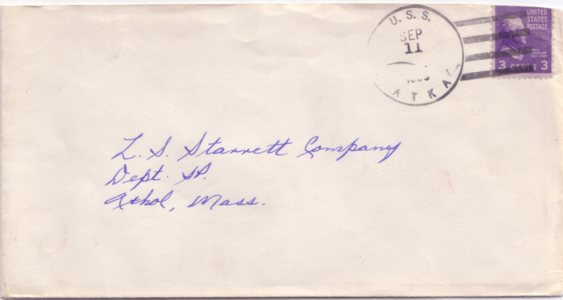 U. S. S.
SEP
11
ATKA
UNITED
STATES
POSTAGE
3 CENTS 3
L. S. Starrett Company
Dept. SP.
Athol, Mass.